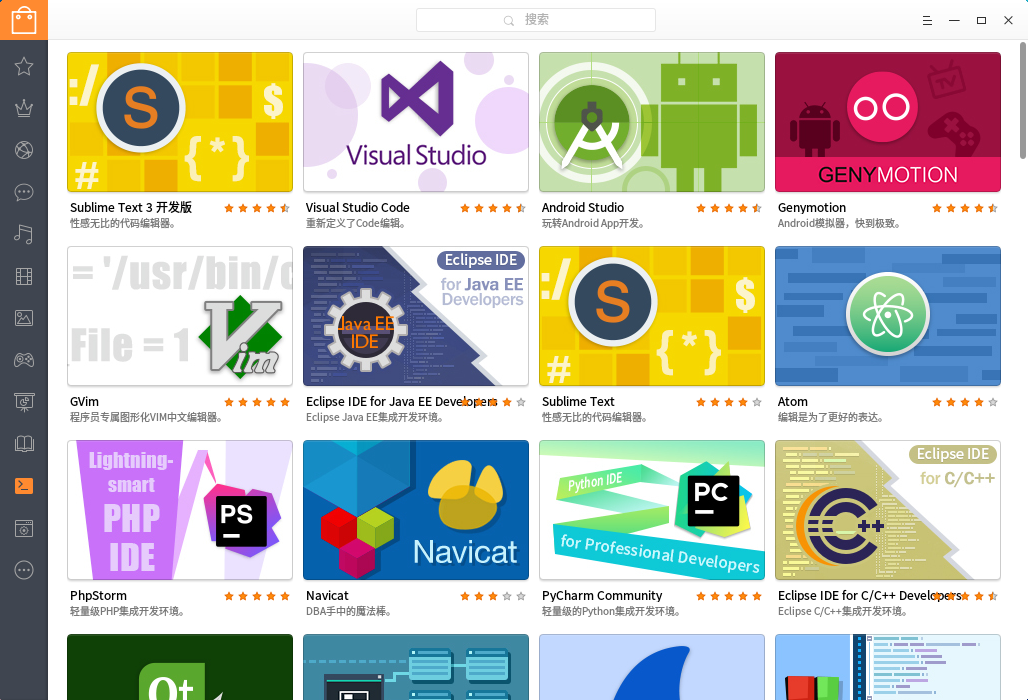 搜索
:/
S
$
{*}
#
Visual Studio
GENYMOTION
TV
Sublime Text 3 开发版
性感无比的代码编辑器。
Visual Studio Code
重新定义了Code编辑。
Android Studio
玩转Android App开发。
Genymotion
Android模拟器，快到极致。
= '/usr/bin/c
File = 1
Vim
Eclipse IDE
for Java EE
Developers
Java EE
IDE
:/
S
$
{*}
#
GVim
程序员专属图形化VIM中文编辑器。
Eclipse IDE for Java EE Developers
Eclipse Java EE集成开发环境。
Sublime Text
性感无比的代码编辑器。
Atom
编辑是为了更好的表达。
Lightning-
smart
PHP
IDE
PS
Navicat
Python IDE
PC
for Professional Developers
Eclipse IDE
for C/C++
C++
PhpStorm
轻量级PHP集成开发环境。
Navicat
DBA手中的魔法棒。
PyCharm Community
轻量级的Python集成开发环境。
Eclipse IDE for C/C++ Developers
Eclipse C/C++集成开发环境。
Qt